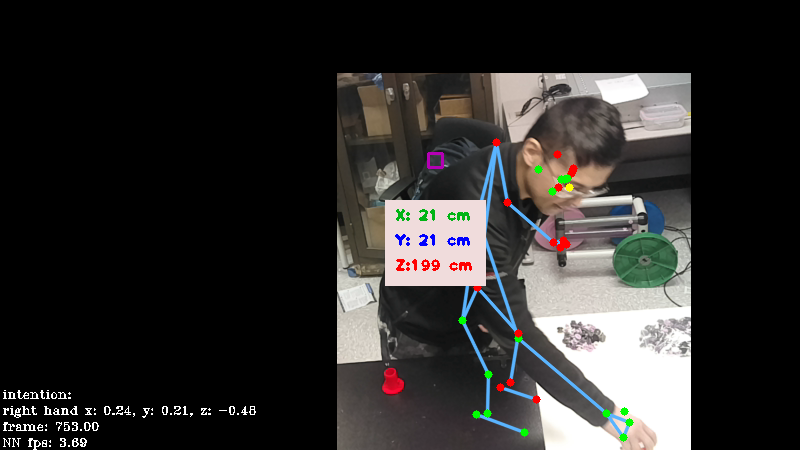 X: 21 cm
Y: 21 cm
Z:199 cm
intention:
right hand x: 0.24, y: 0.21, z: −0.48
frame: 753.00
NN fps: 3.69